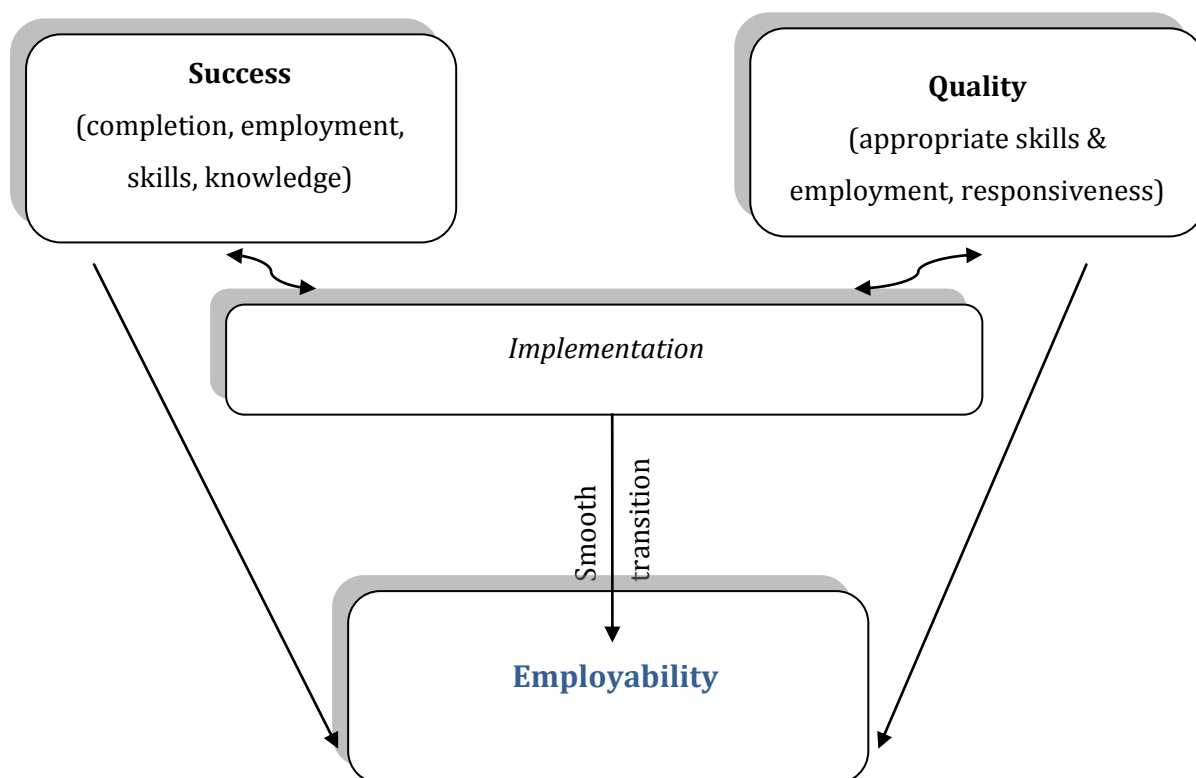 Success
(completion, employment,
skills, knowledge)
Quality
(appropriate skills &
employment, responsiveness)
Implementation
Smooth
transition
Employability